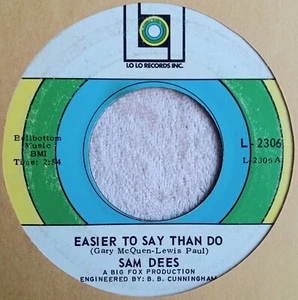 LO LO RECORDS INC.
Bellbottom
Music
BMI
Time: 2:54
L-2306
L-2306 A
EASIER TO SAY THAN DO
(Gary McQuen-Lewis Paul)
SAM DEES
A BIG FOX PRODUCTION
ENGINEERED BY: B. B. CUNNINGHAM